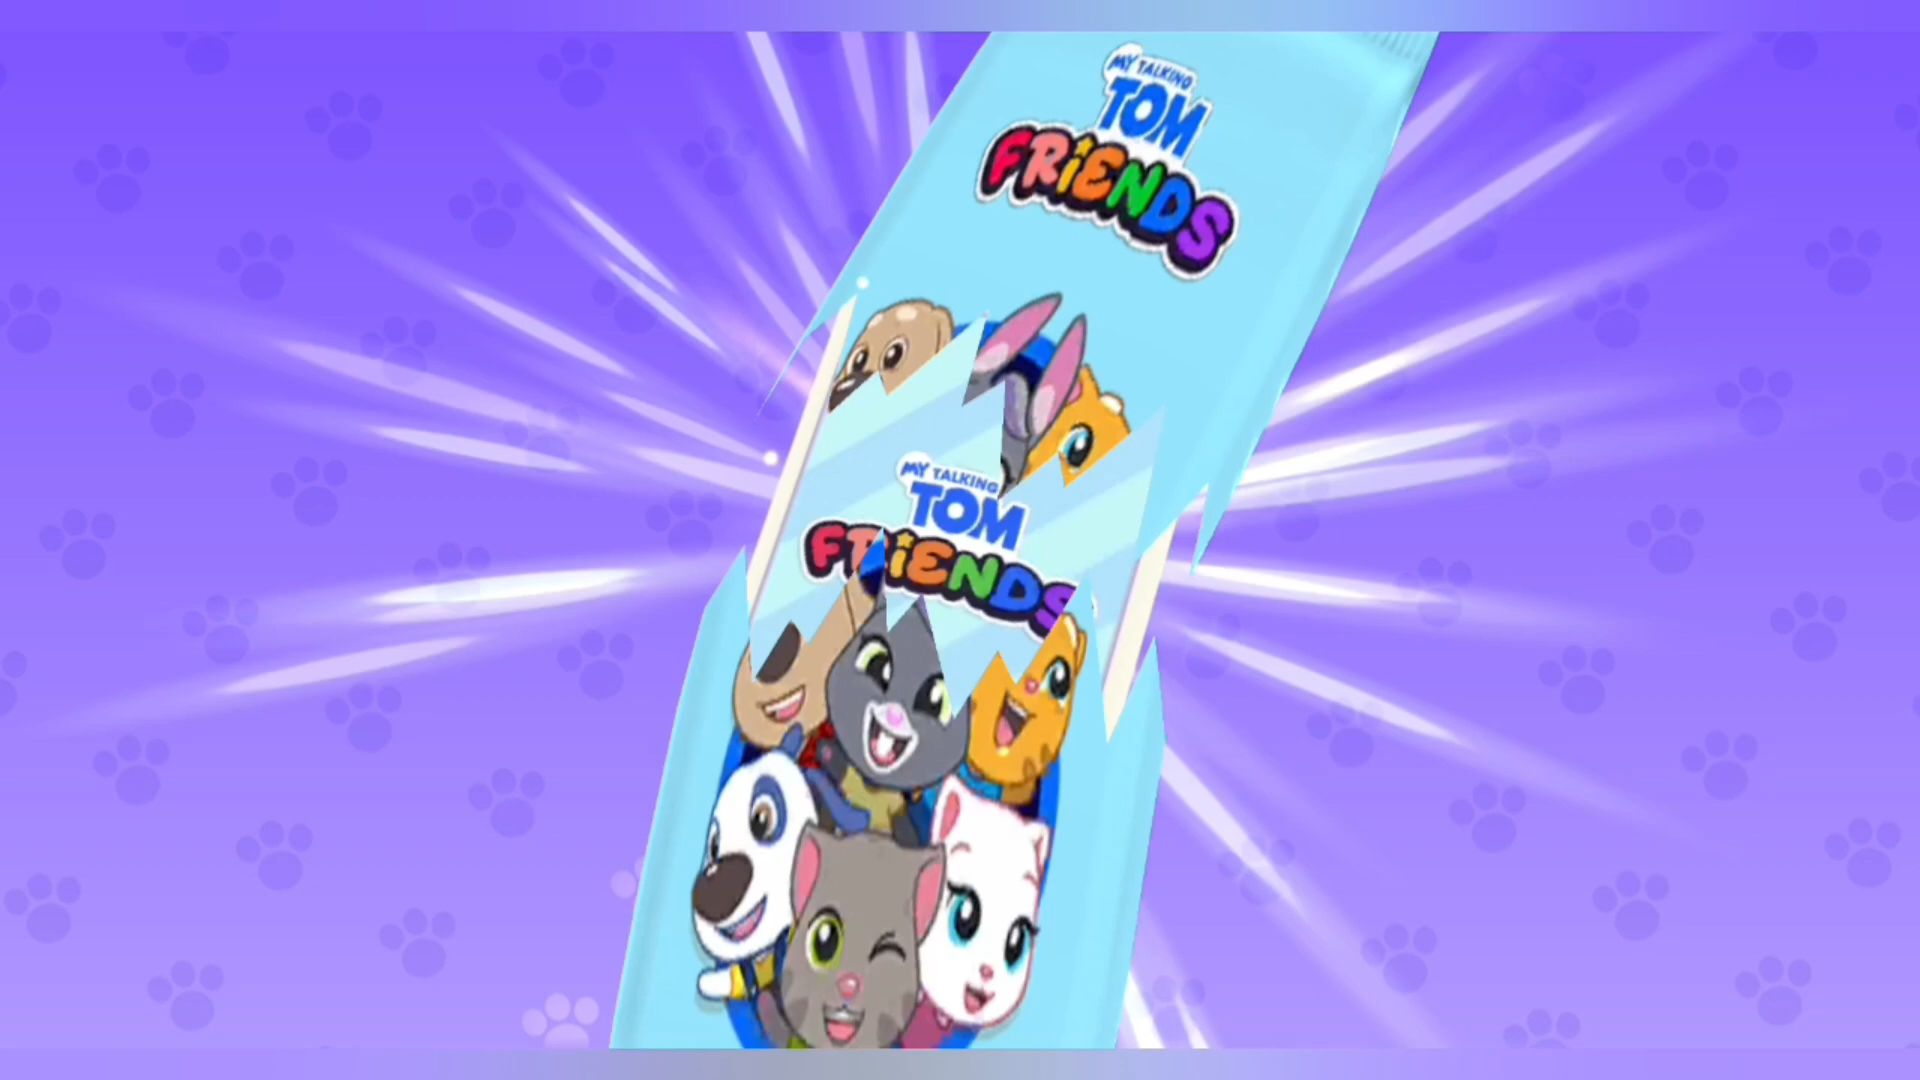 MY TALKING
TOM
FRIENDS
MY TALKING
TOM
FRIENDS